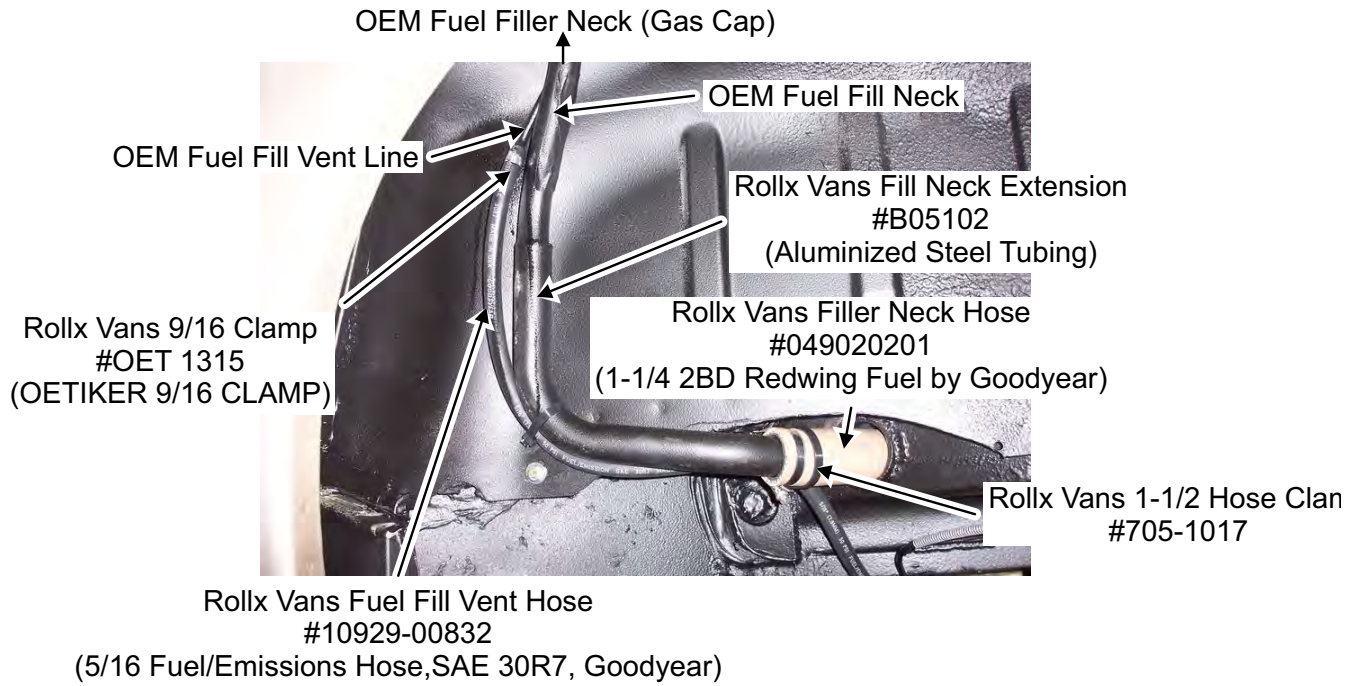 OEM Fuel Filler Neck (Gas Cap)
OEM Fuel Fill Neck
OEM Fuel Fill Vent Line
Rollx Vans Fill Neck Extension
#B05102
(Aluminized Steel Tubing)
Rollx Vans Filler Neck Hose
#049020201
(1-1/4 2BD Redwing Fuel by Goodyear)
Rollx Vans 9/16 Clamp
#OET 1315
(OETIKER 9/16 CLAMP)
Rollx Vans 1-1/2 Hose Clam
#705-1017
Rollx Vans Fuel Fill Vent Hose
#10929-00832
(5/16 Fuel/Emissions Hose,SAE 30R7, Goodyear)